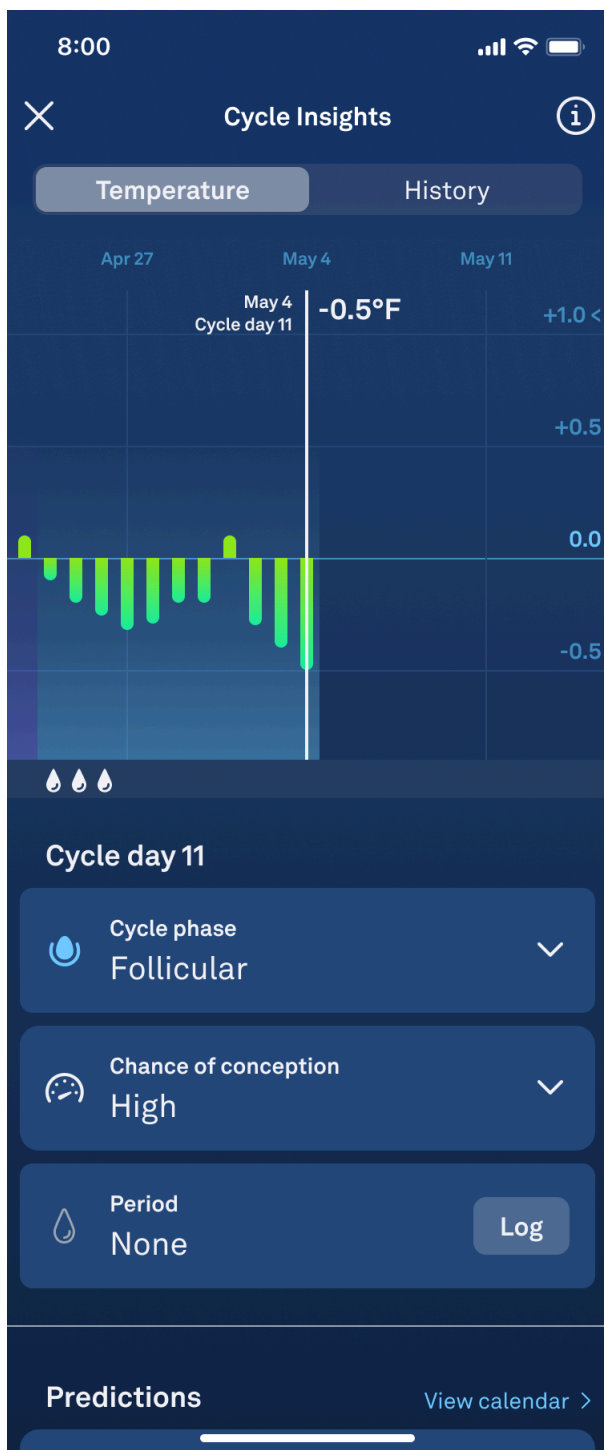 8:00
Cycle Insights
Temperature
History
Apr 27
May 4
May 11
May 4
Cycle day 11
-0.5°F
+1.0 <
+0.5
0.0
-0.5
Cycle day 11
Cycle phase
Follicular
Chance of conception
High
Period
None
Log
Predictions
View calendar >